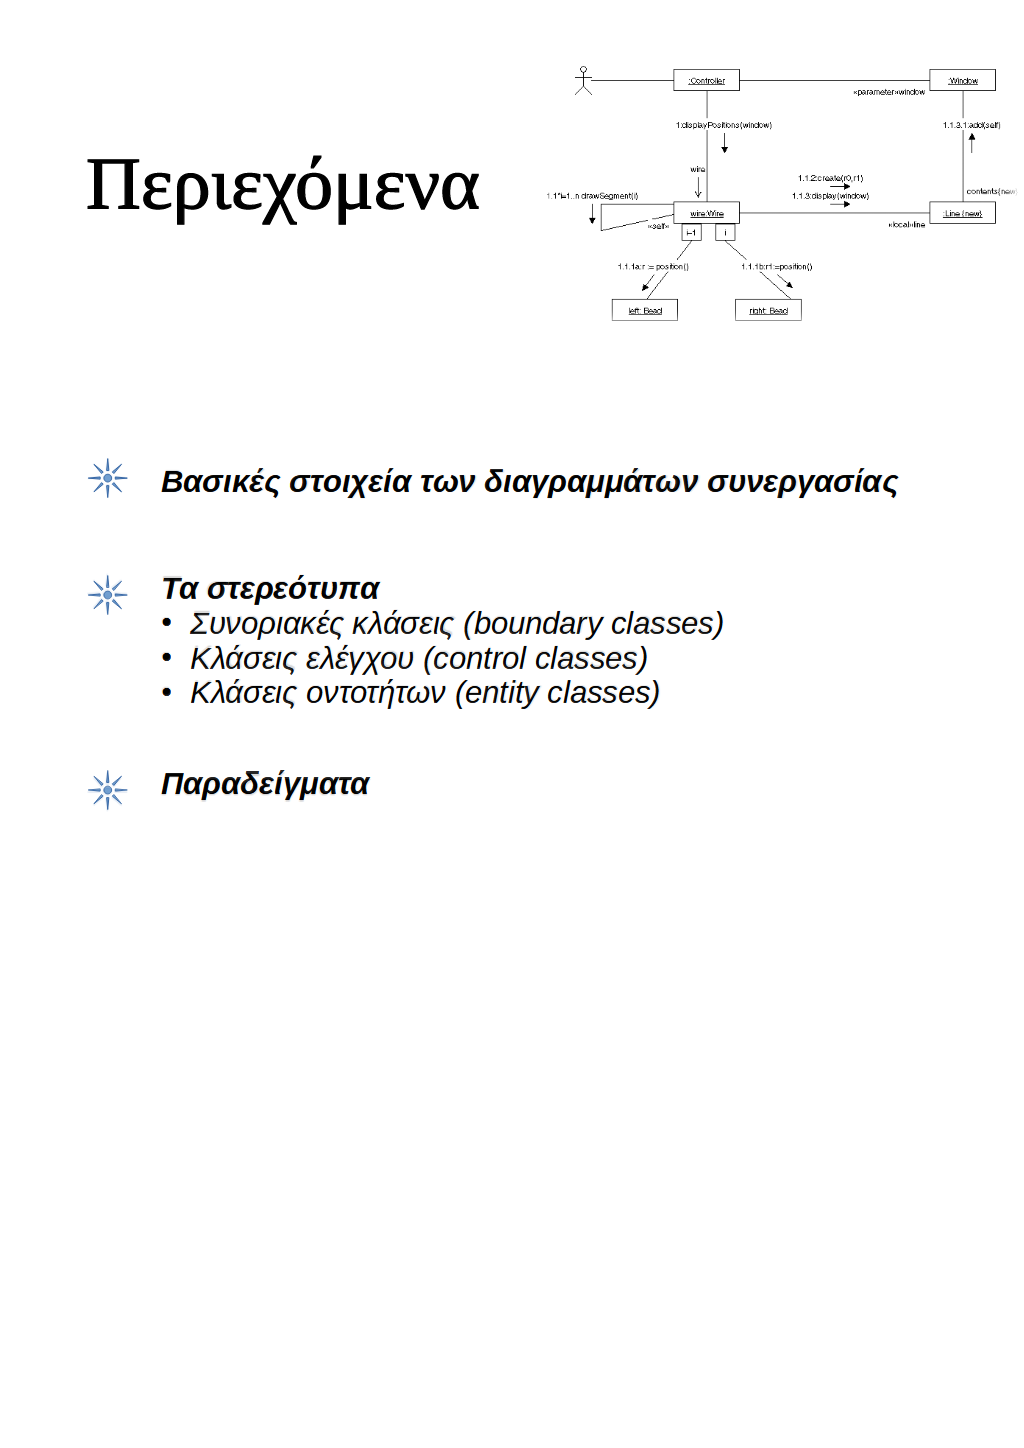 Περιεχόμενα
:Controller
:Window
«parameter»window
1:displayPositions(window)
1.1.3.1:add(self)
wire
1.1.2:create(r0,r1)
1.1*i=1..n:drawSegment(i)
1.1.3:display(window)
contents{new}
wire:Wire
:Line {new}
«self»
«local»line
i-1
i
position()
1.1.1b:r1:=position()
left: Bead
right: Bead
Βασικές στοιχεία των διαγραμμάτων συνεργασίας
Τα στερεότυπα
• Συνοριακές κλάσεις (boundary classes)
• Κλάσεις ελέγχου (control classes)
• Κλάσεις οντοτήτων (entity classes)
Παραδείγματα